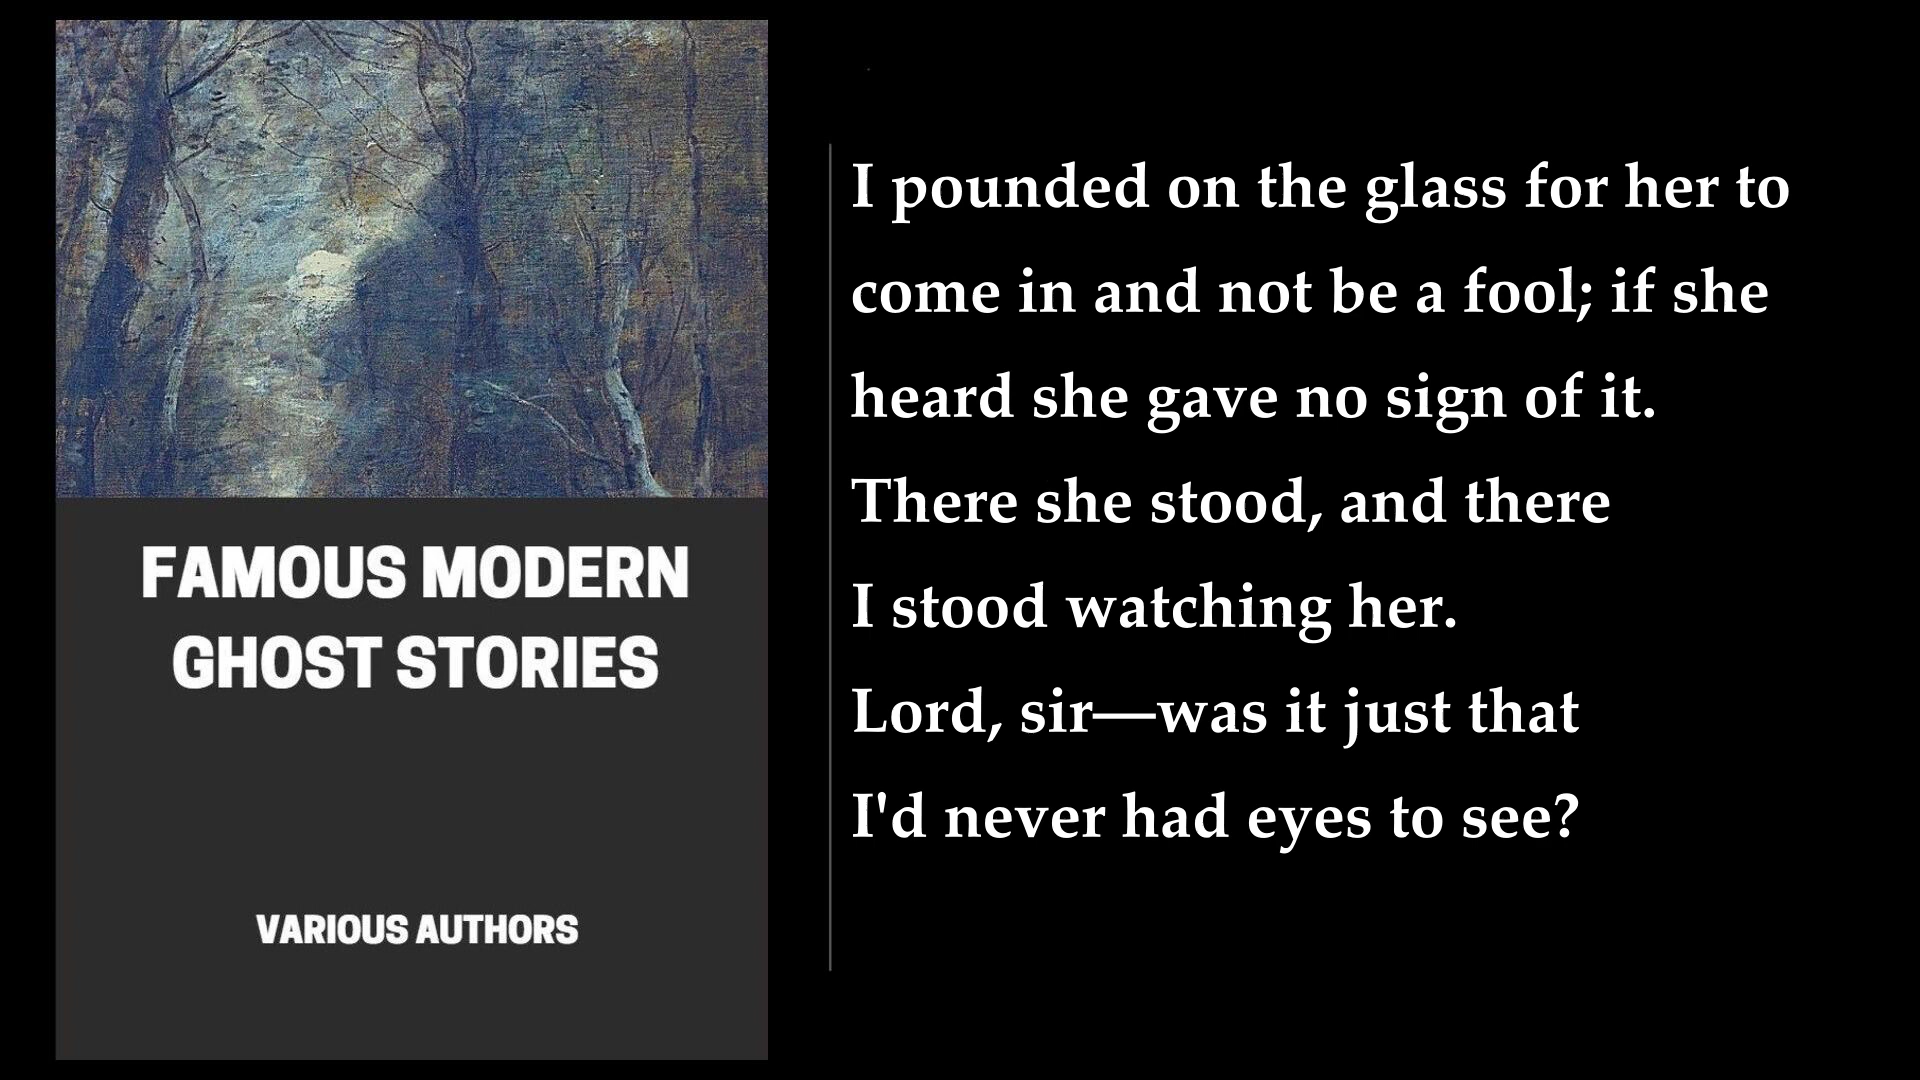 FAMOUS MODERN
GHOST STORIES
VARIOUS AUTHORS
I pounded on the glass for her to
come in and not be a fool; if she
heard she gave no sign of it.
There she stood, and there
I stood watching her.
Lord, sir—was it just that
I'd never had eyes to see?